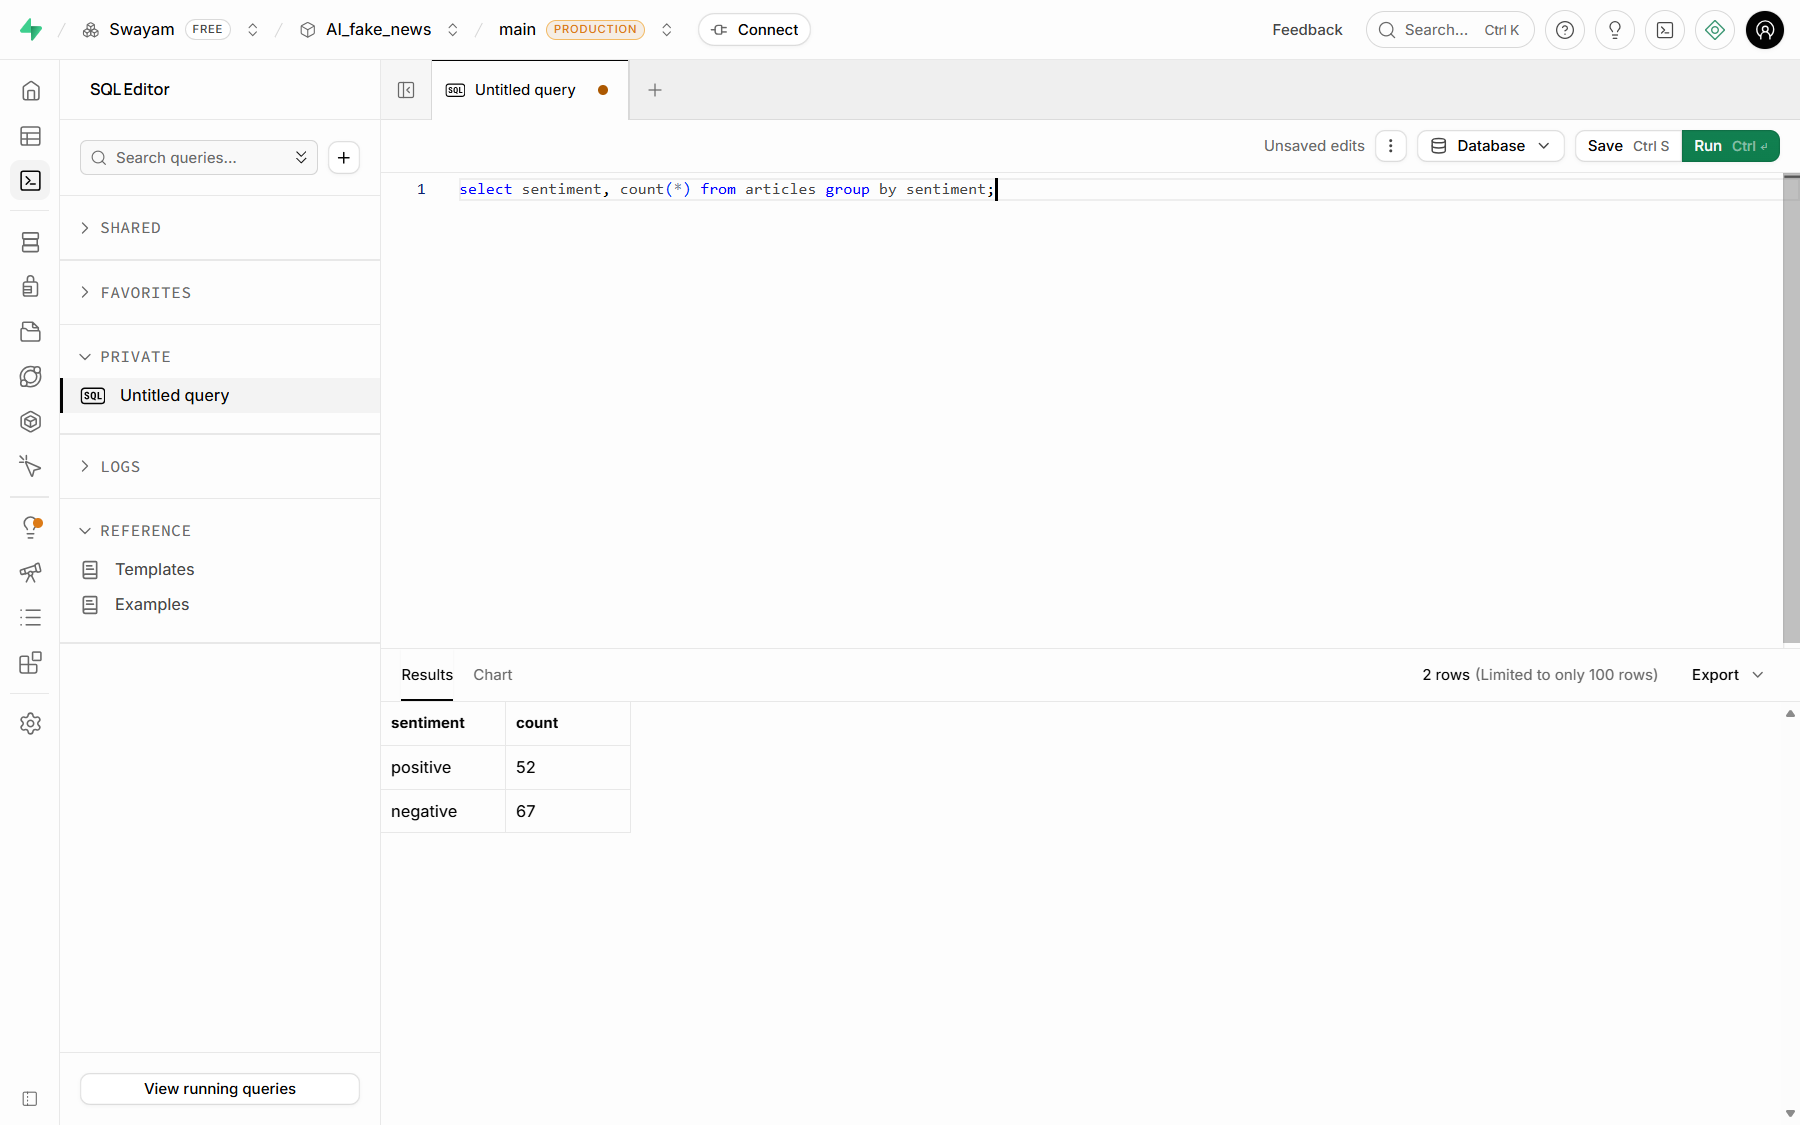 Swayam FREE AI_fake_news main PRODUCTION Connect Feedback Search... Ctrl K
SQL Editor
SQL Untitled query
Search queries...
Unsaved edits Database Save Ctrl S Run Ctrl ↵
1 select sentiment, count(*) from articles group by sentiment;
SHARED
FAVORITES
PRIVATE
SQL Untitled query
LOGS
REFERENCE
Templates
Examples
View running queries
Results Chart 2 rows (Limited to only 100 rows) Export
sentiment count
positive 52
negative 67